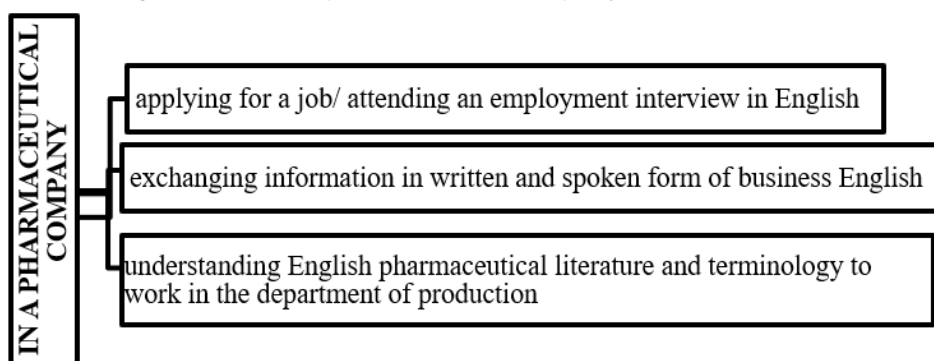 IN A PHARMACEUTICAL
COMPANY
applying for a job/ attending an employment interview in English
exchanging information in written and spoken form of business English
understanding English pharmaceutical literature and terminology to
work in the department of production